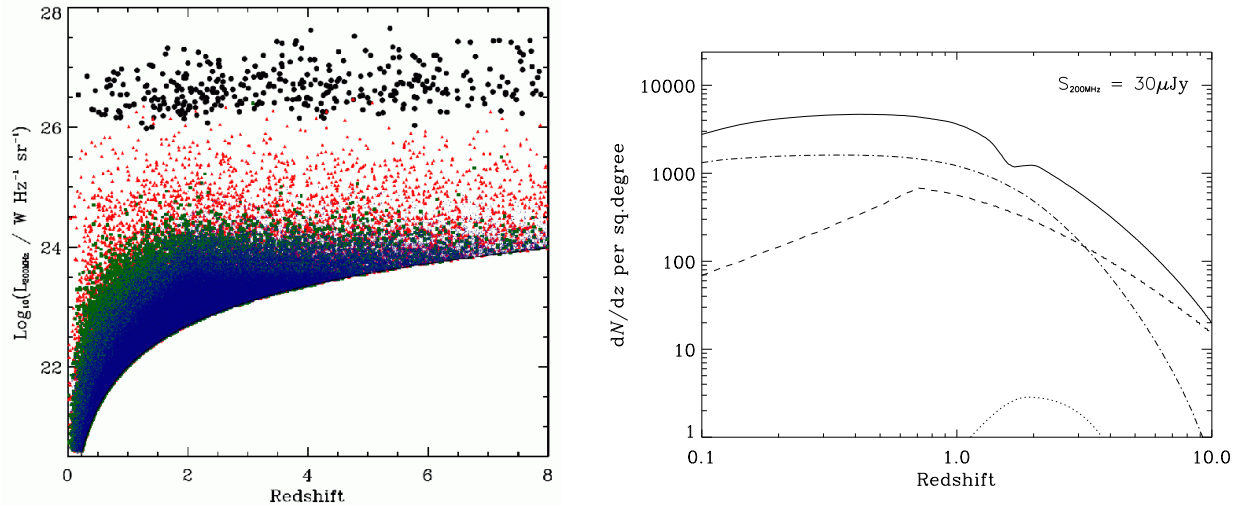 28
26
24
22
Log₁₀(L₂₀₀MHz / W Hz⁻¹ sr⁻¹)
0 2 4 6 8
Redshift
10000
1000
100
10
1
dN/dz per sq.degree
S₂₀₀MHz = 30μJy
0.1 1.0 10.0
Redshift